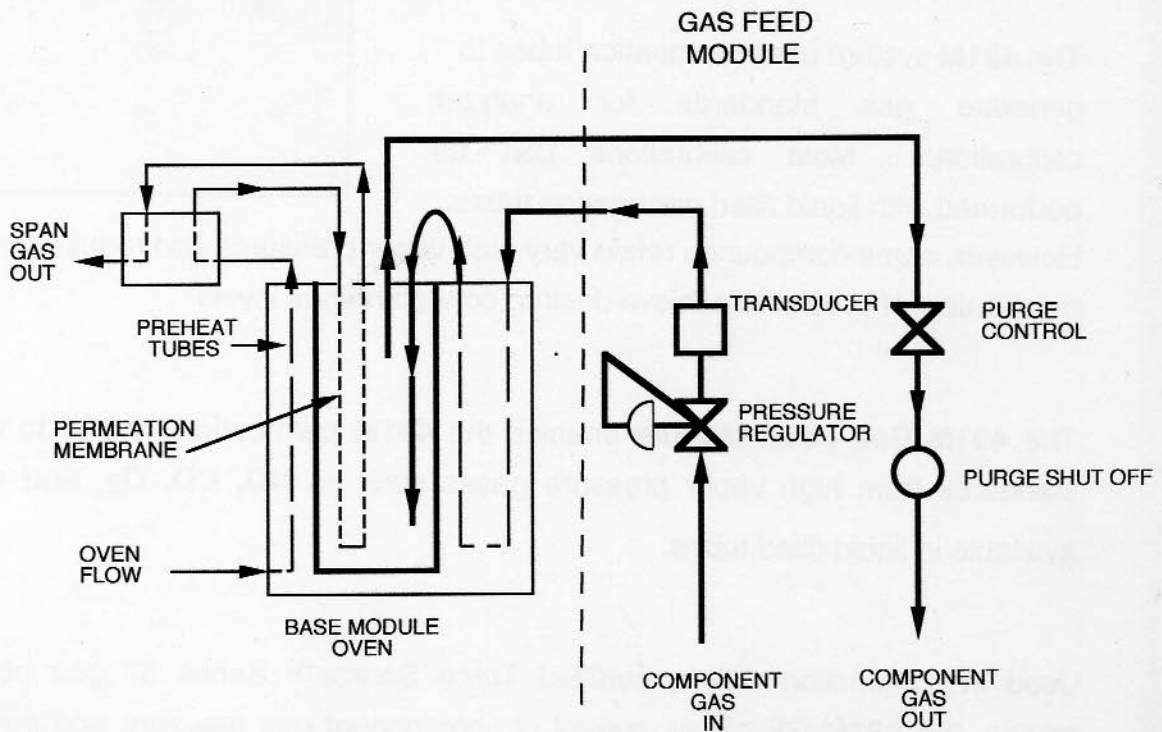 GAS FEED
MODULE
SPAN
GAS
OUT
PREHEAT
TUBES
PERMEATION
MEMBRANE
OVEN
FLOW
BASE MODULE
OVEN
TRANSDUCER
PURGE
CONTROL
PRESSURE
REGULATOR
PURGE SHUT OFF
COMPONENT
GAS
IN
COMPONENT
GAS
OUT